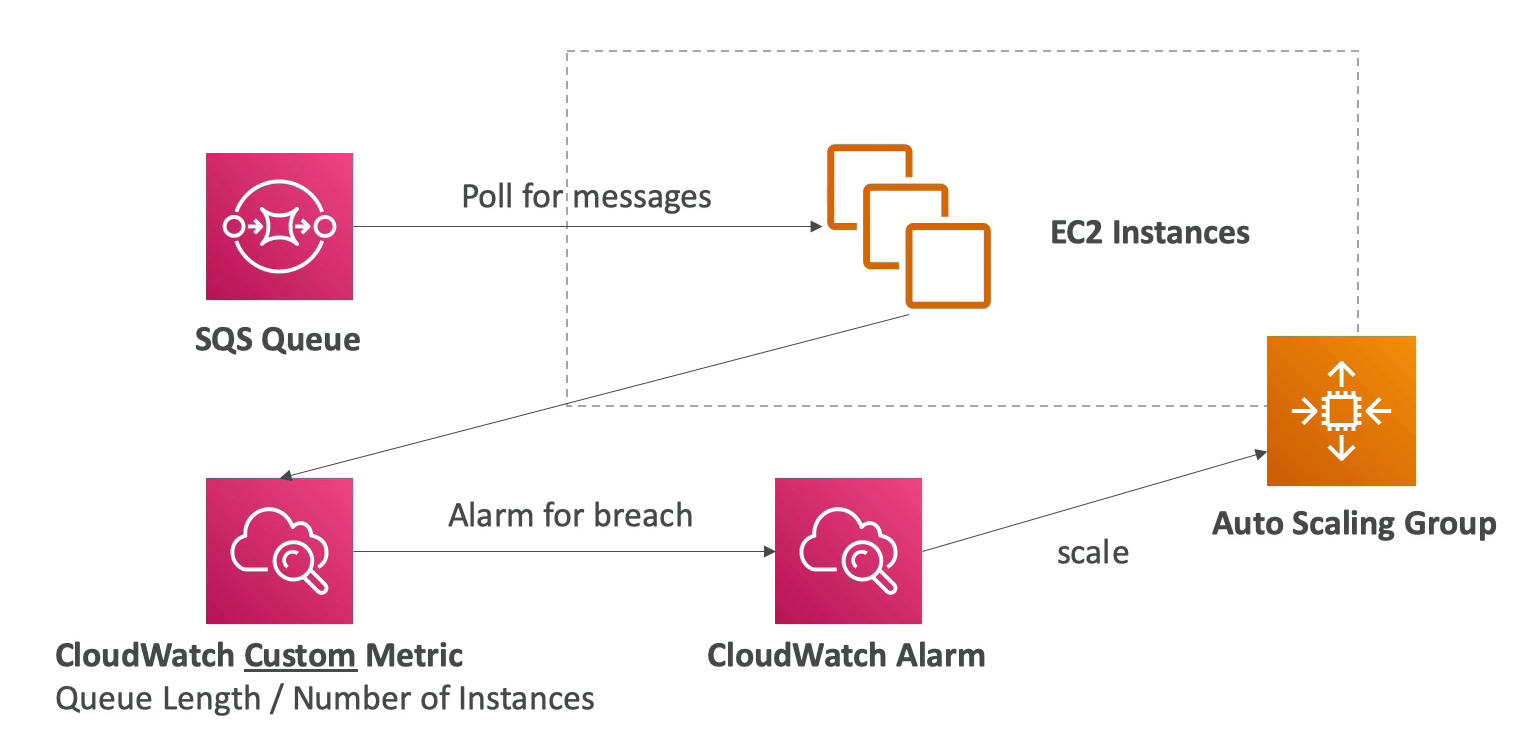 Poll for messages
EC2 Instances
SQS Queue
Alarm for breach
Auto Scaling Group
scale
CloudWatch Custom Metric
Queue Length / Number of Instances
CloudWatch Alarm